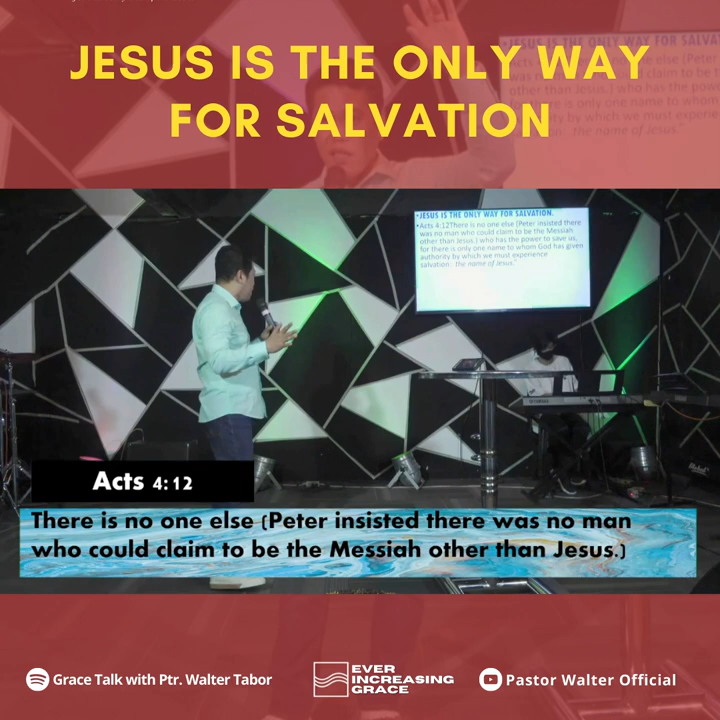 JESUS IS THE ONLY WAY
FOR SALVATION
JESUS IS THE ONLY WAY FOR SALVATION.
•Acts 4:12There is no one else (Peter insisted there
was no man who could claim to be the Messiah
other than Jesus.) who has the power to save us,
for there is only one name to whom God has given
authority by which we must experience
salvation: the name of Jesus."
Acts 4:12
There is no one else (Peter insisted there was no man
who could claim to be the Messiah other than Jesus.)
Grace Talk with Ptr. Walter Tabor
EVER
INCREASING
GRACE
Pastor Walter Official